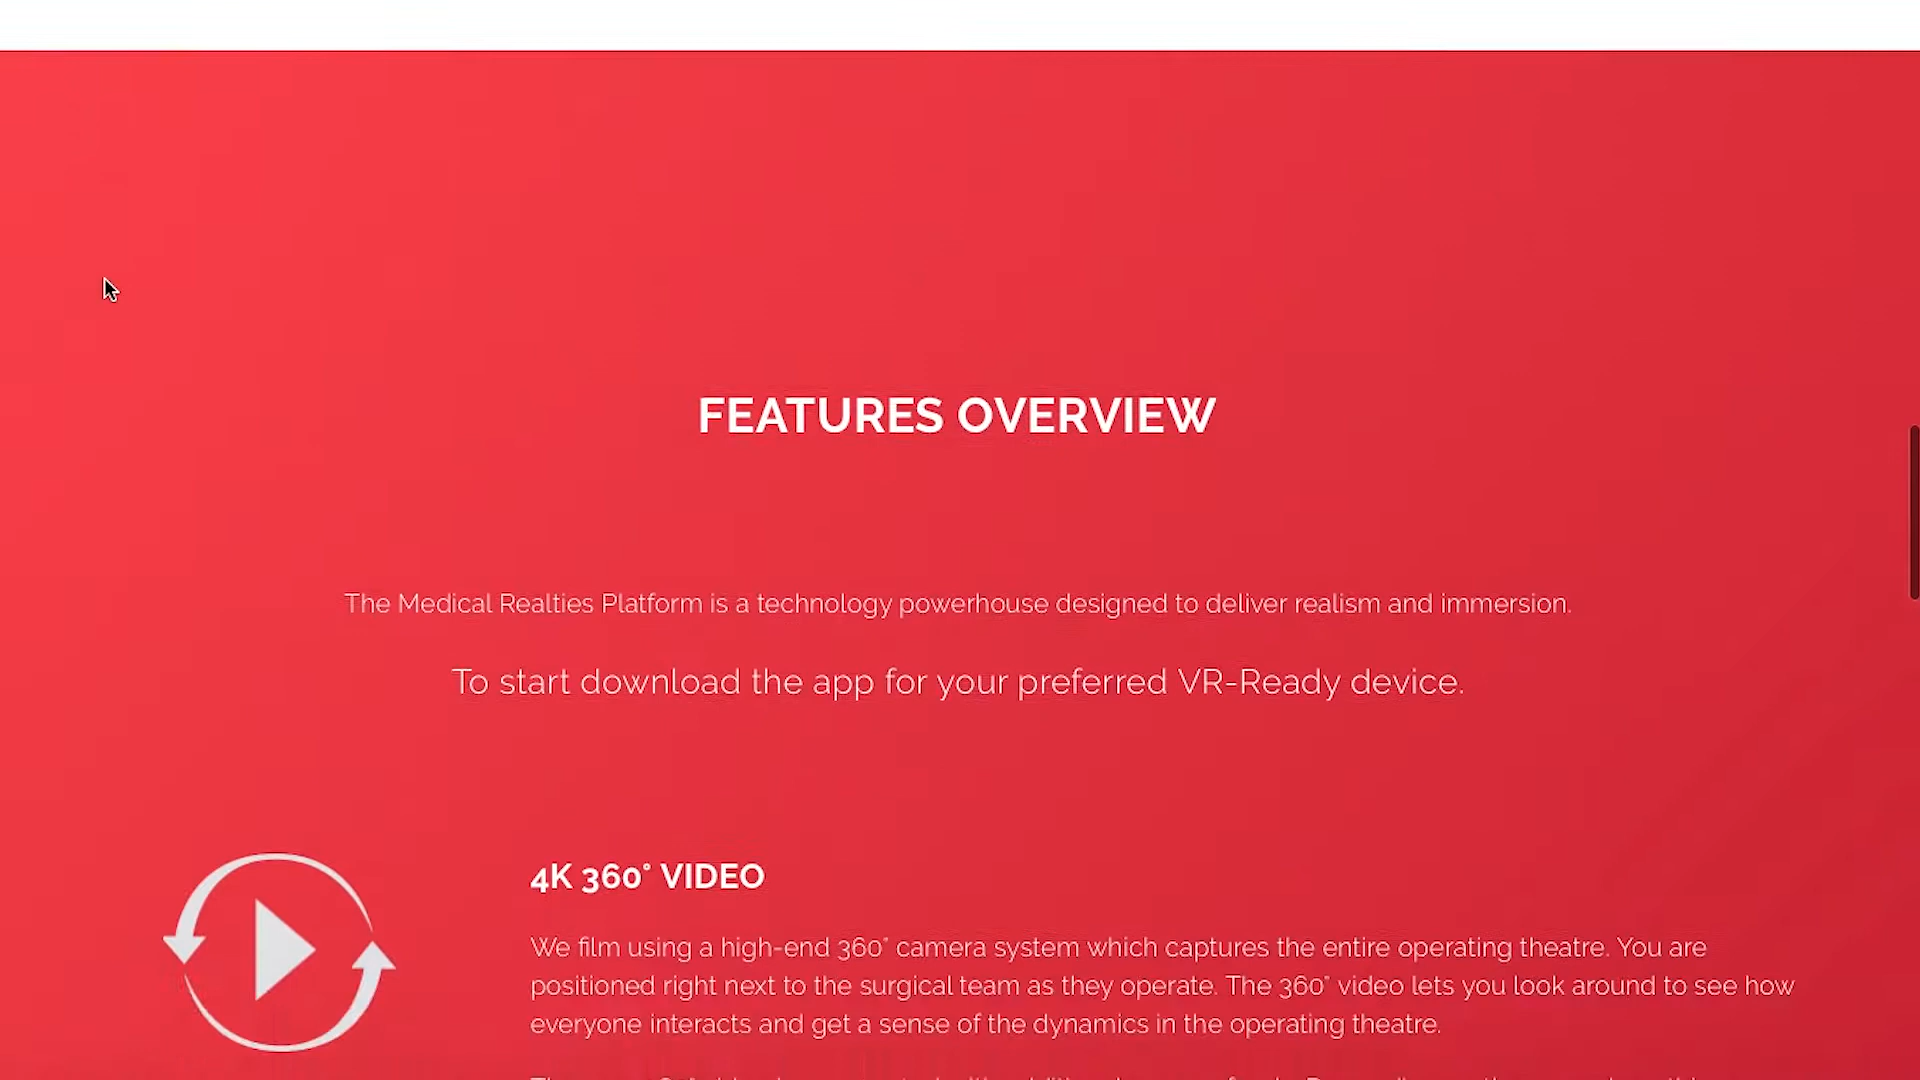 FEATURES OVERVIEW
The Medical Realties Platform is a technology powerhouse designed to deliver realism and immersion.
To start download the app for your preferred VR-Ready device.
4K 360° VIDEO
We film using a high-end 360° camera system which captures the entire operating theatre. You are
positioned right next to the surgical team as they operate. The 360° video lets you look around to see how
everyone interacts and get a sense of the dynamics in the operating theatre.